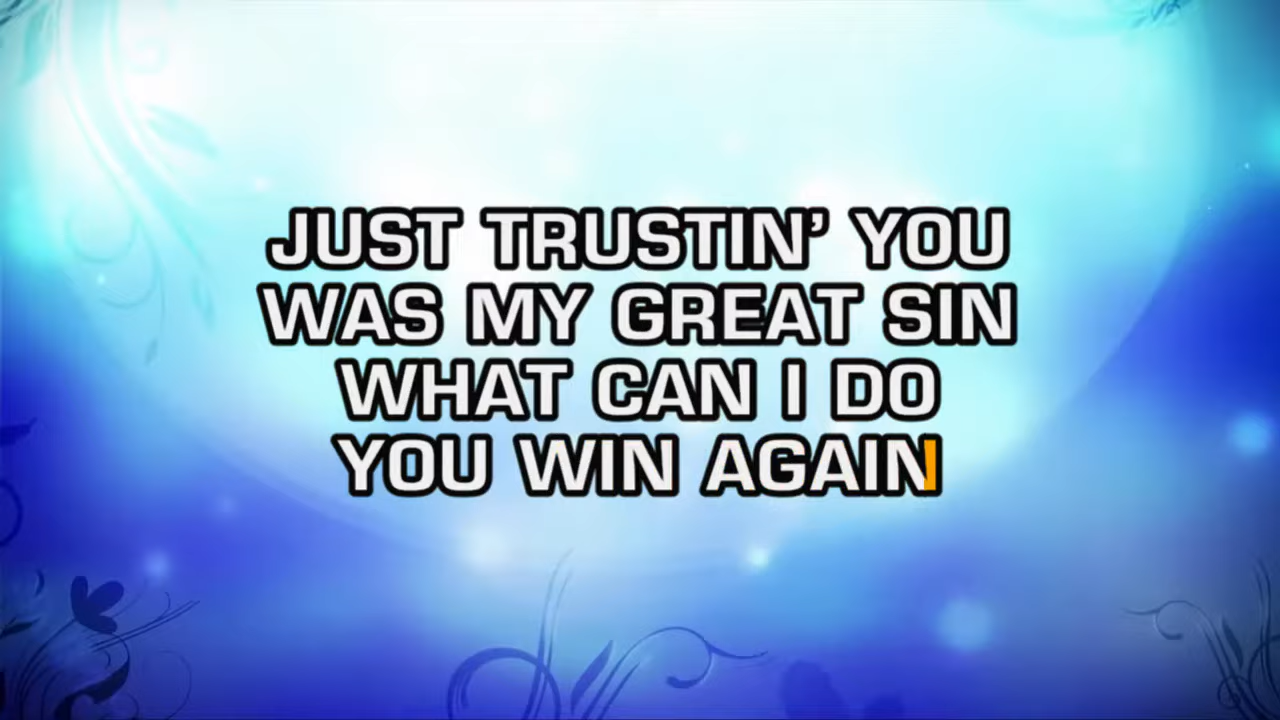 JUST TRUSTIN’ YOU
WAS MY GREAT SIN
WHAT CAN I DO
YOU WIN AGAIN